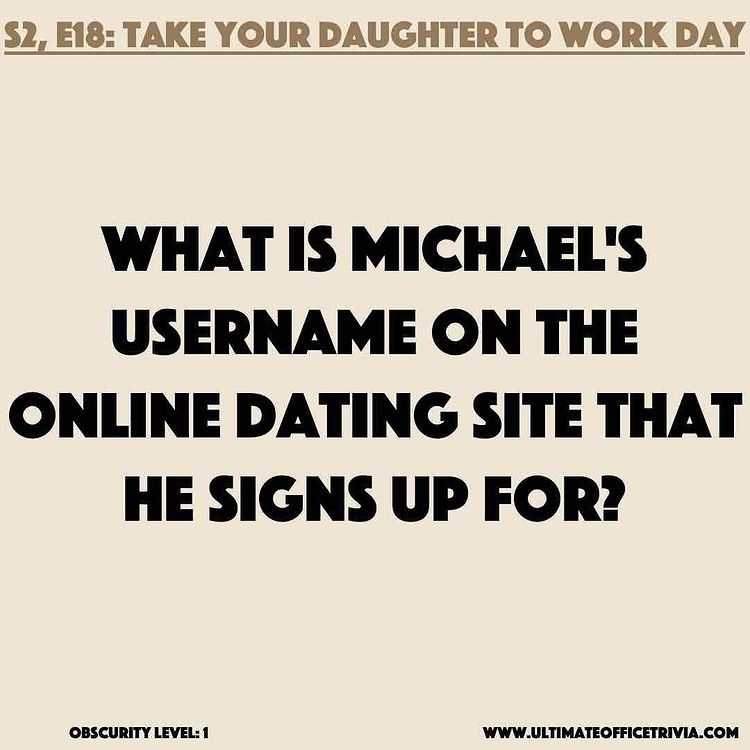 S2, E18: TAKE YOUR DAUGHTER TO WORK DAY
WHAT IS MICHAEL'S
USERNAME ON THE
ONLINE DATING SITE THAT
HE SIGNS UP FOR?
OBSCURITY LEVEL: 1
WWW.ULTIMATEOFFICETRIVIA.COM